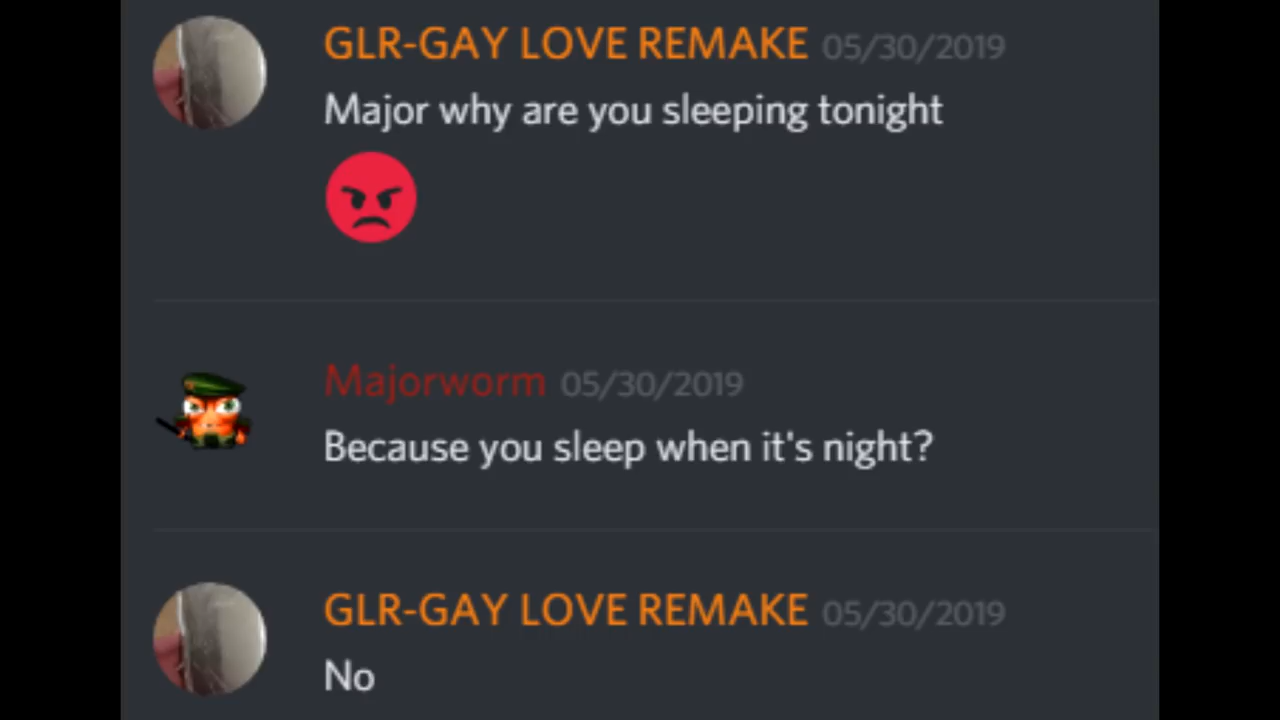 GLR-GAY LOVE REMAKE 05/30/2019
Major why are you sleeping tonight
Majorworm 05/30/2019
Because you sleep when it's night?
GLR-GAY LOVE REMAKE 05/30/2019
No